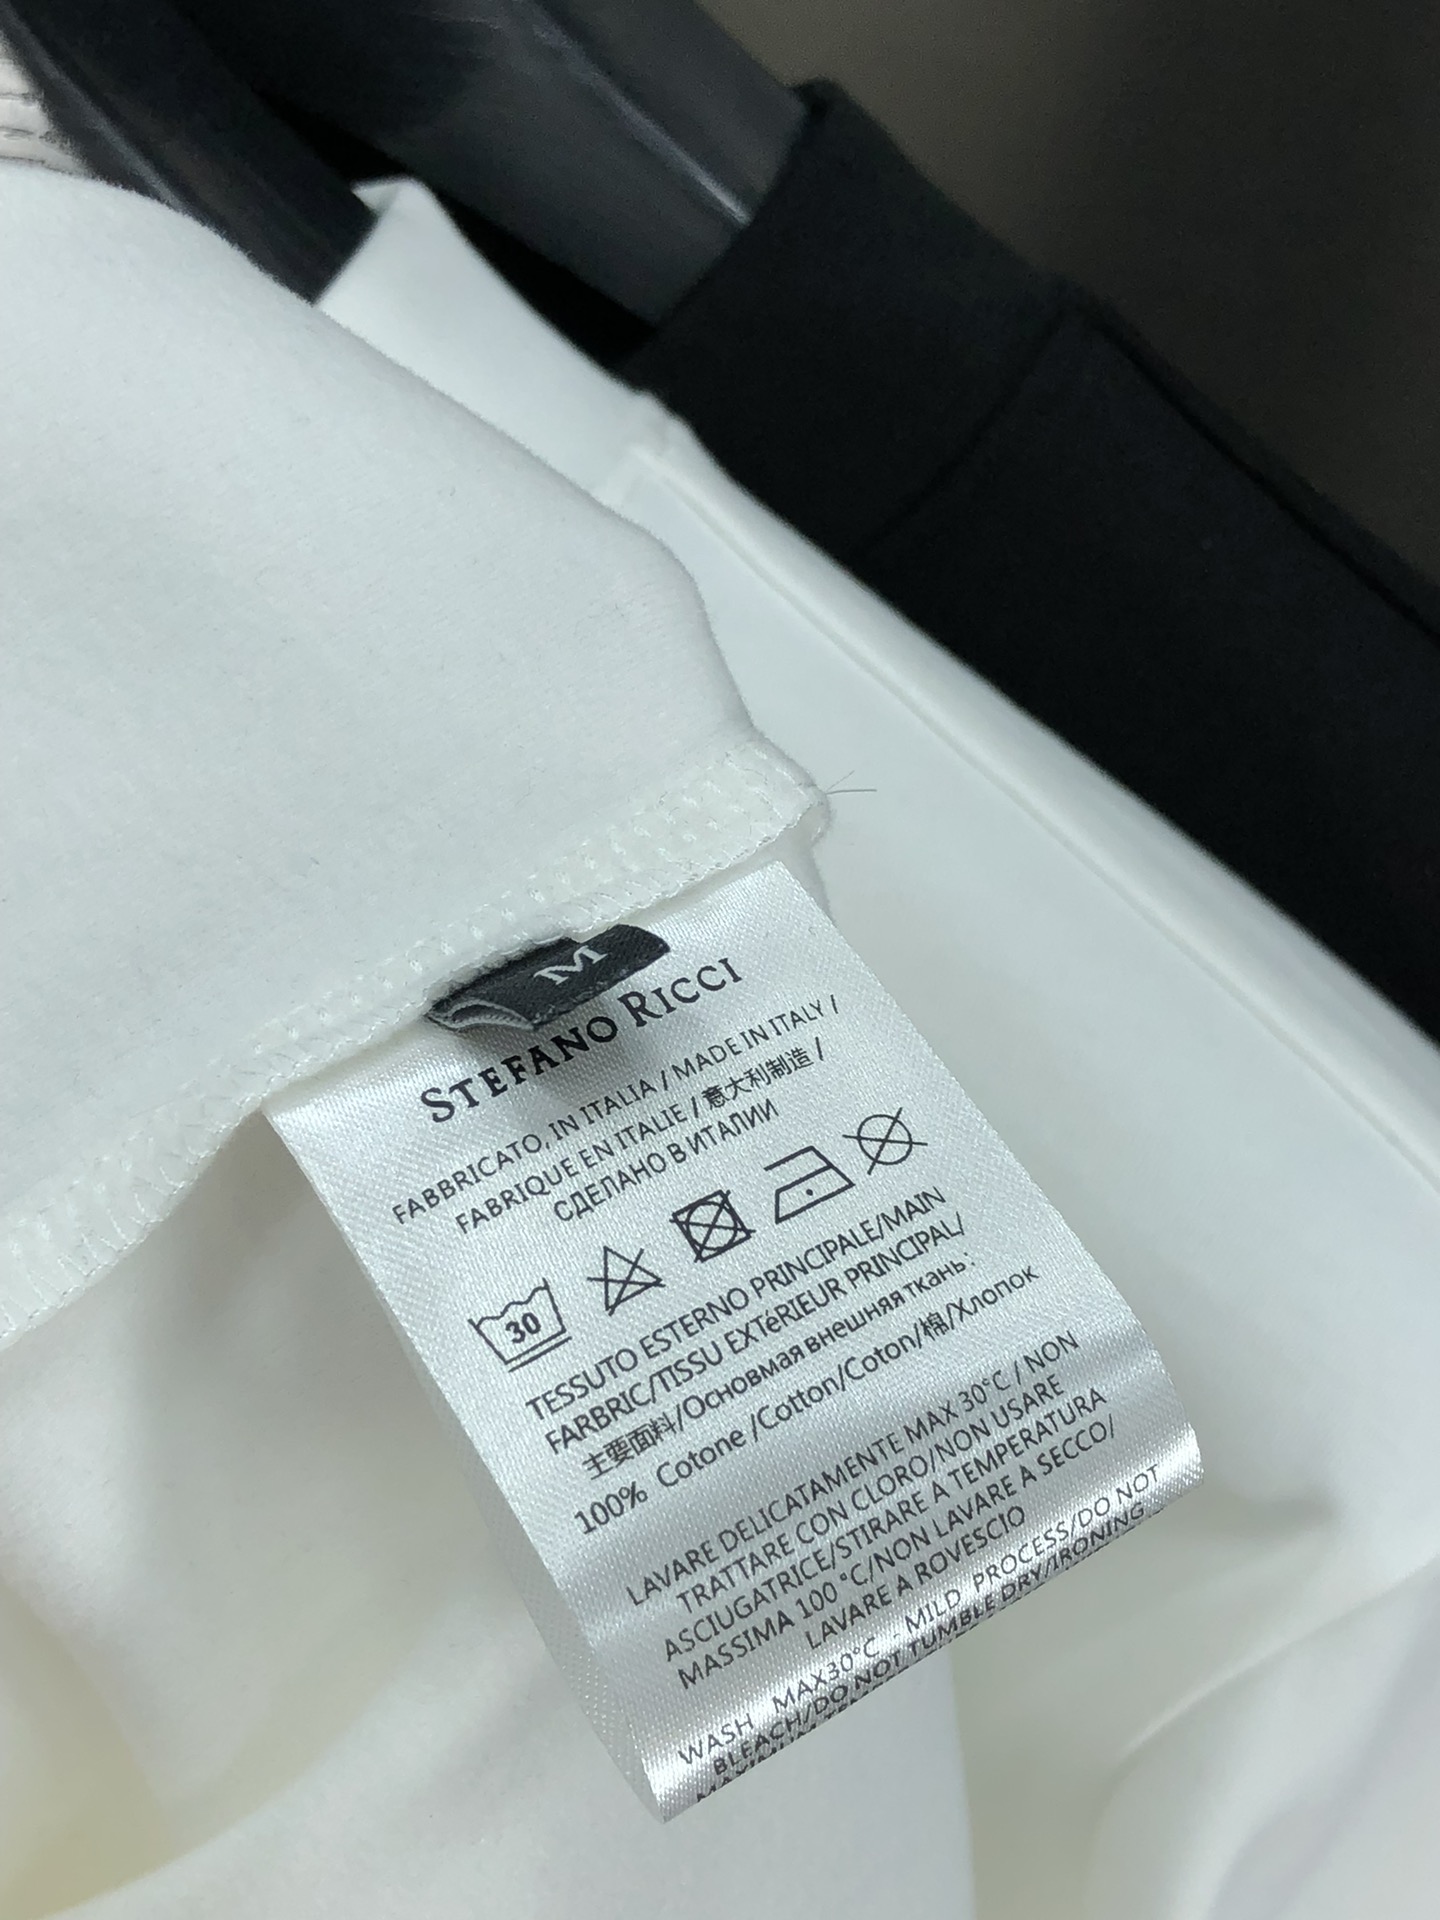 M
STEFANO RICCI
FABBRICATO, IN ITALIA / MADE IN ITALY /
FABRIQUE EN ITALIE / 意大利制造 /
СДЕЛАНО В ИТАЛИИ
30
TESSUTO ESTERNO PRINCIPALE/MAIN
FARBRIC/TISSU EXTéRIEUR PRINCIPAL/
主要面料/Основмая внешняя ткань:
100% Cotone /Cotton/Coton/棉/Хлопок
LAVARE DELICATAMENTE MAX 30°C / NON
TRATTARE CON CLORO/NON USARE
ASCIUGATRICE/STIRARE A TEMPERATURA
MASSIMA 100 °C/NON LAVARE A SECCO/
LAVARE A ROVESCIO
WASH MAX30°C - MILD PROCESS/DO NOT
BLEACH/DO NOT TUMBLE DRY/IRONING
MAXIMUM